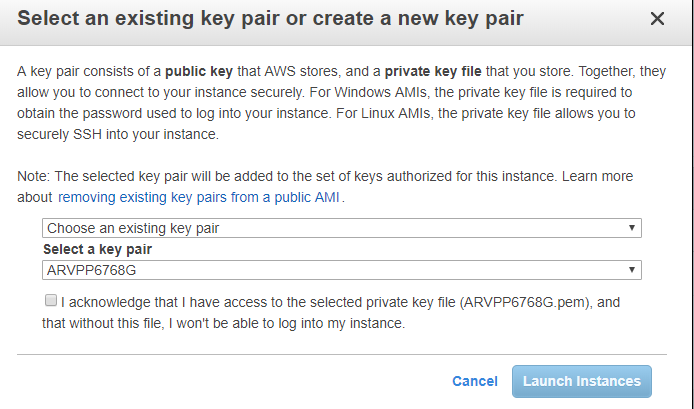 Select an existing key pair or create a new key pair
A key pair consists of a public key that AWS stores, and a private key file that you store. Together, they
allow you to connect to your instance securely. For Windows AMIs, the private key file is required to
obtain the password used to log into your instance. For Linux AMIs, the private key file allows you to
securely SSH into your instance.
Note: The selected key pair will be added to the set of keys authorized for this instance. Learn more
about removing existing key pairs from a public AMI.
Choose an existing key pair
Select a key pair
ARVPP6768G
I acknowledge that I have access to the selected private key file (ARVPP6768G.pem), and
that without this file, I won't be able to log into my instance.
Cancel Launch Instances